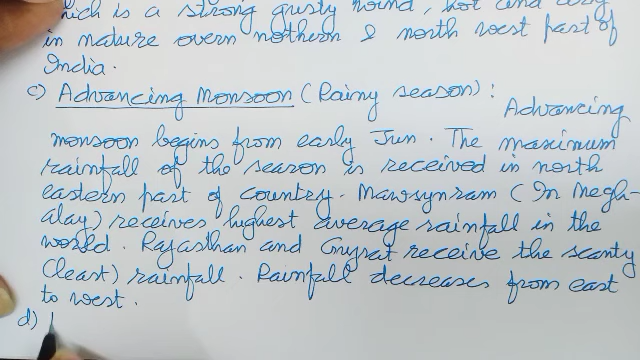 which is a strong gusty wind, hot and dry
in nature overn nothern & north west part of
India.
c) Advancing Monsoon (Rainy season) :
Advancing
monsoon begins from early Jun. The maximum
rainfall of the season is received in north
eastern part of country. Mawsynram (In Megh-
alay) receives highest average rainfall in the
world. Rajasthan and Gujrat receive the scanty
(least) rainfall. Rainfall decreases from east
to west.
d)